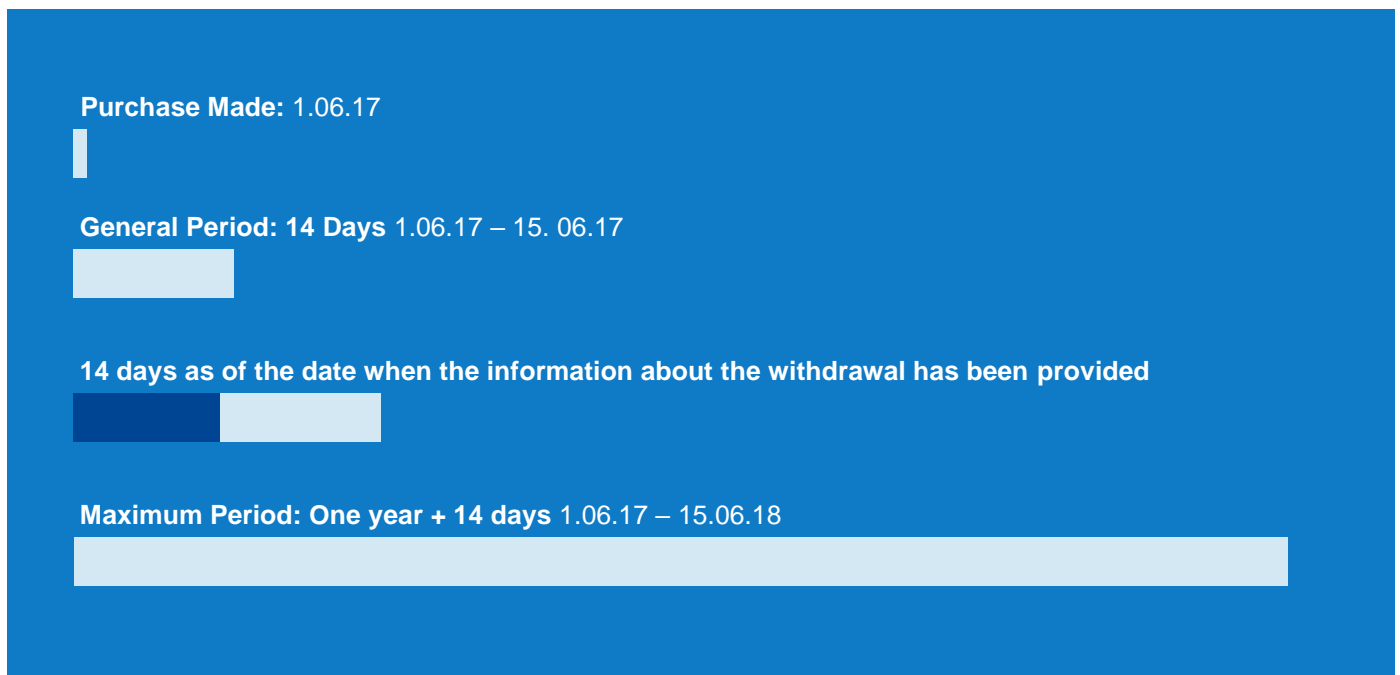 Purchase Made: 1.06.17
General Period: 14 Days 1.06.17 – 15. 06.17
14 days as of the date when the information about the withdrawal has been provided
Maximum Period: One year + 14 days 1.06.17 – 15.06.18